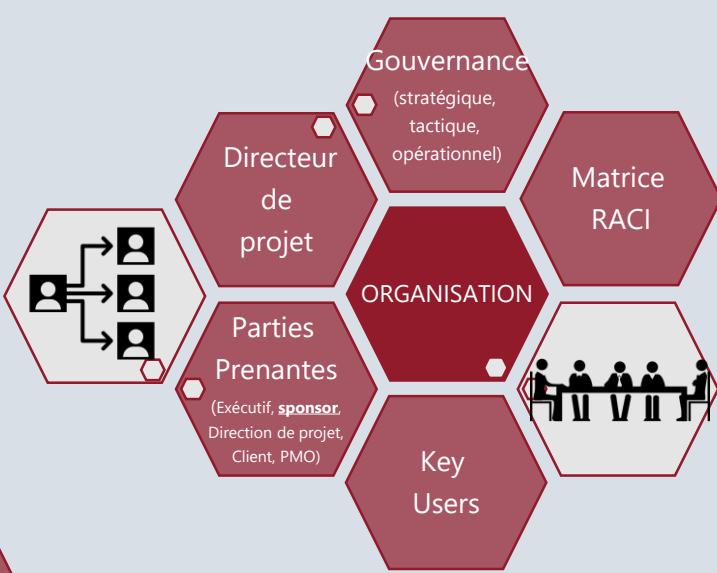 Gouvernance
(stratégique,
tactique,
opérationnel)
Directeur
de
projet
Matrice
RACI
ORGANISATION
Parties
Prenantes
(Exécutif, sponsor,
Direction de projet,
Client, PMO)
Key
Users